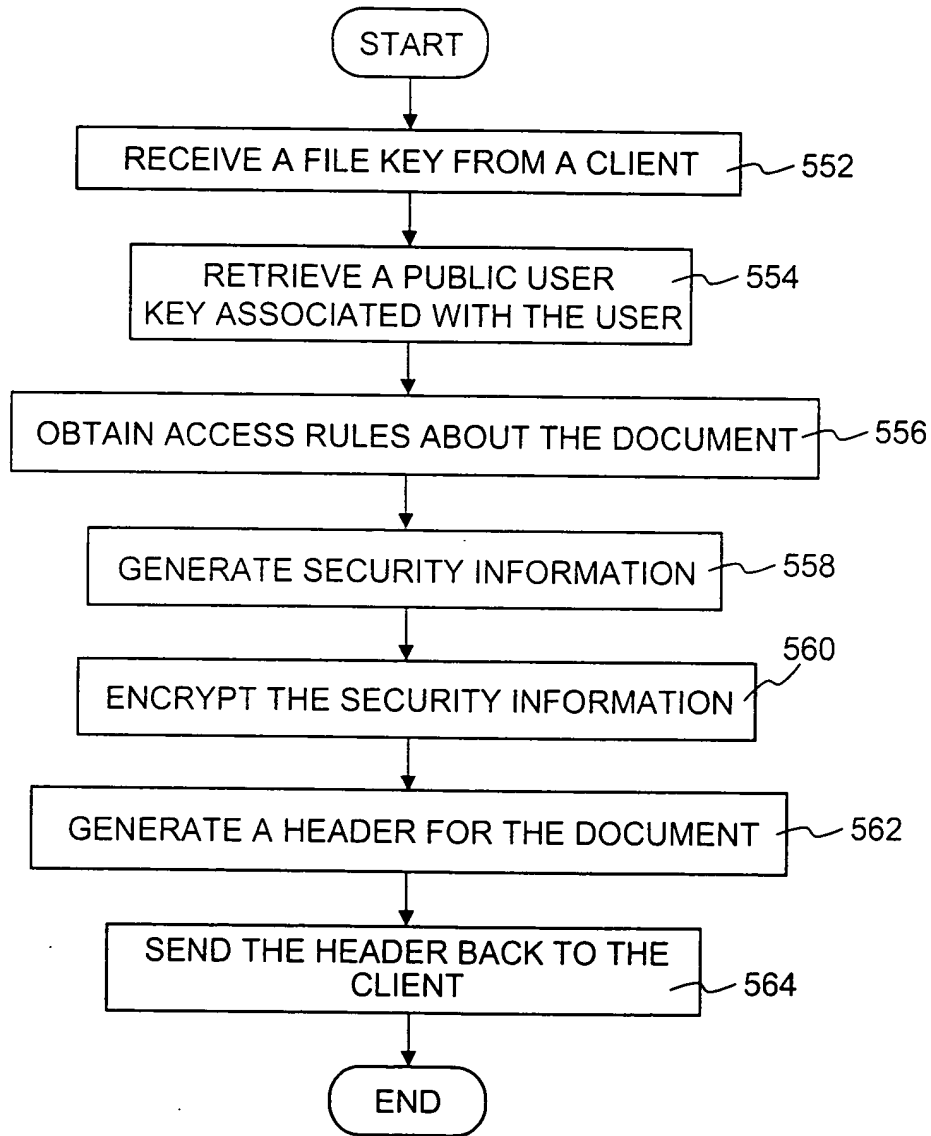 START
RECEIVE A FILE KEY FROM A CLIENT
552
RETRIEVE A PUBLIC USER
KEY ASSOCIATED WITH THE USER
554
OBTAIN ACCESS RULES ABOUT THE DOCUMENT
556
GENERATE SECURITY INFORMATION
558
ENCRYPT THE SECURITY INFORMATION
560
GENERATE A HEADER FOR THE DOCUMENT
562
SEND THE HEADER BACK TO THE
CLIENT
564
END